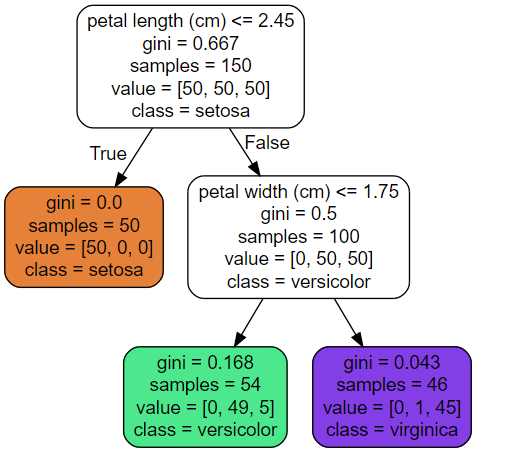 petal length (cm) <= 2.45
gini = 0.667
samples = 150
value = [50, 50, 50]
class = setosa
True
False
gini = 0.0
samples = 50
value = [50, 0, 0]
class = setosa
petal width (cm) <= 1.75
gini = 0.5
samples = 100
value = [0, 50, 50]
class = versicolor
gini = 0.168
samples = 54
value = [0, 49, 5]
class = versicolor
gini = 0.043
samples = 46
value = [0, 1, 45]
class = virginica